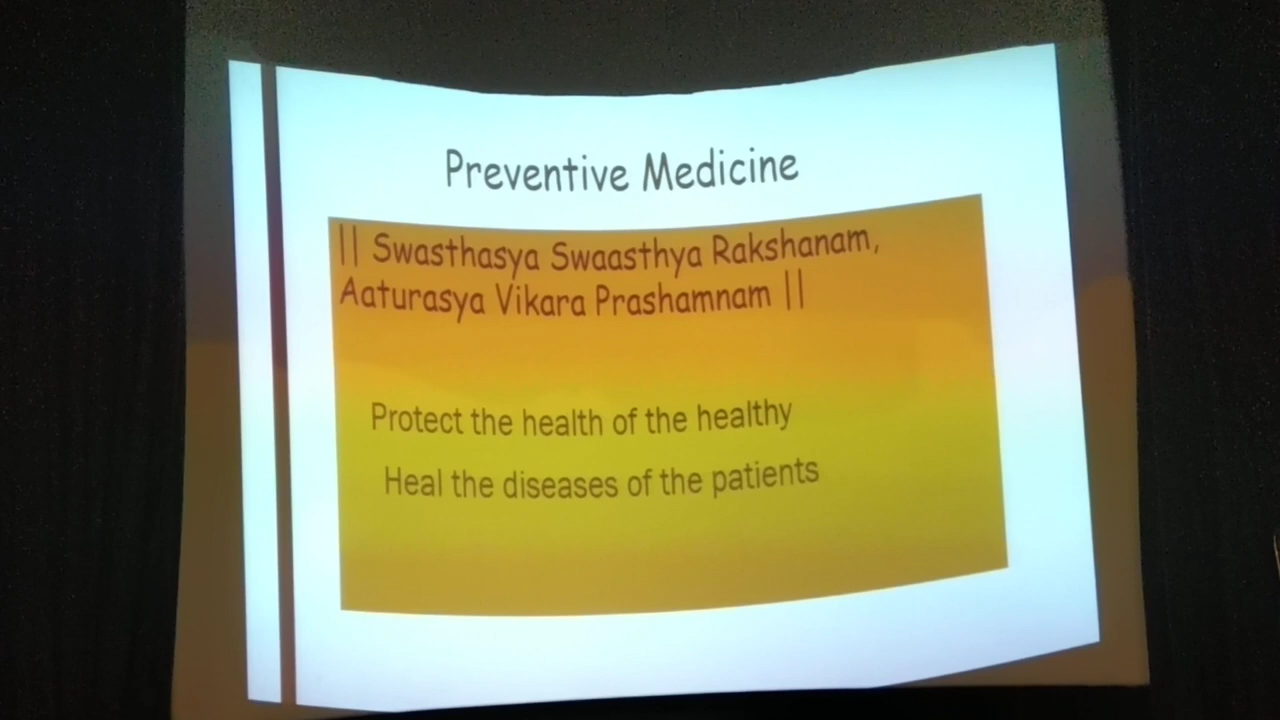 Preventive Medicine
|| Swasthasya Swaasthya Rakshanam,
Aaturasya Vikara Prashamnam ||
Protect the health of the healthy
Heal the diseases of the patients